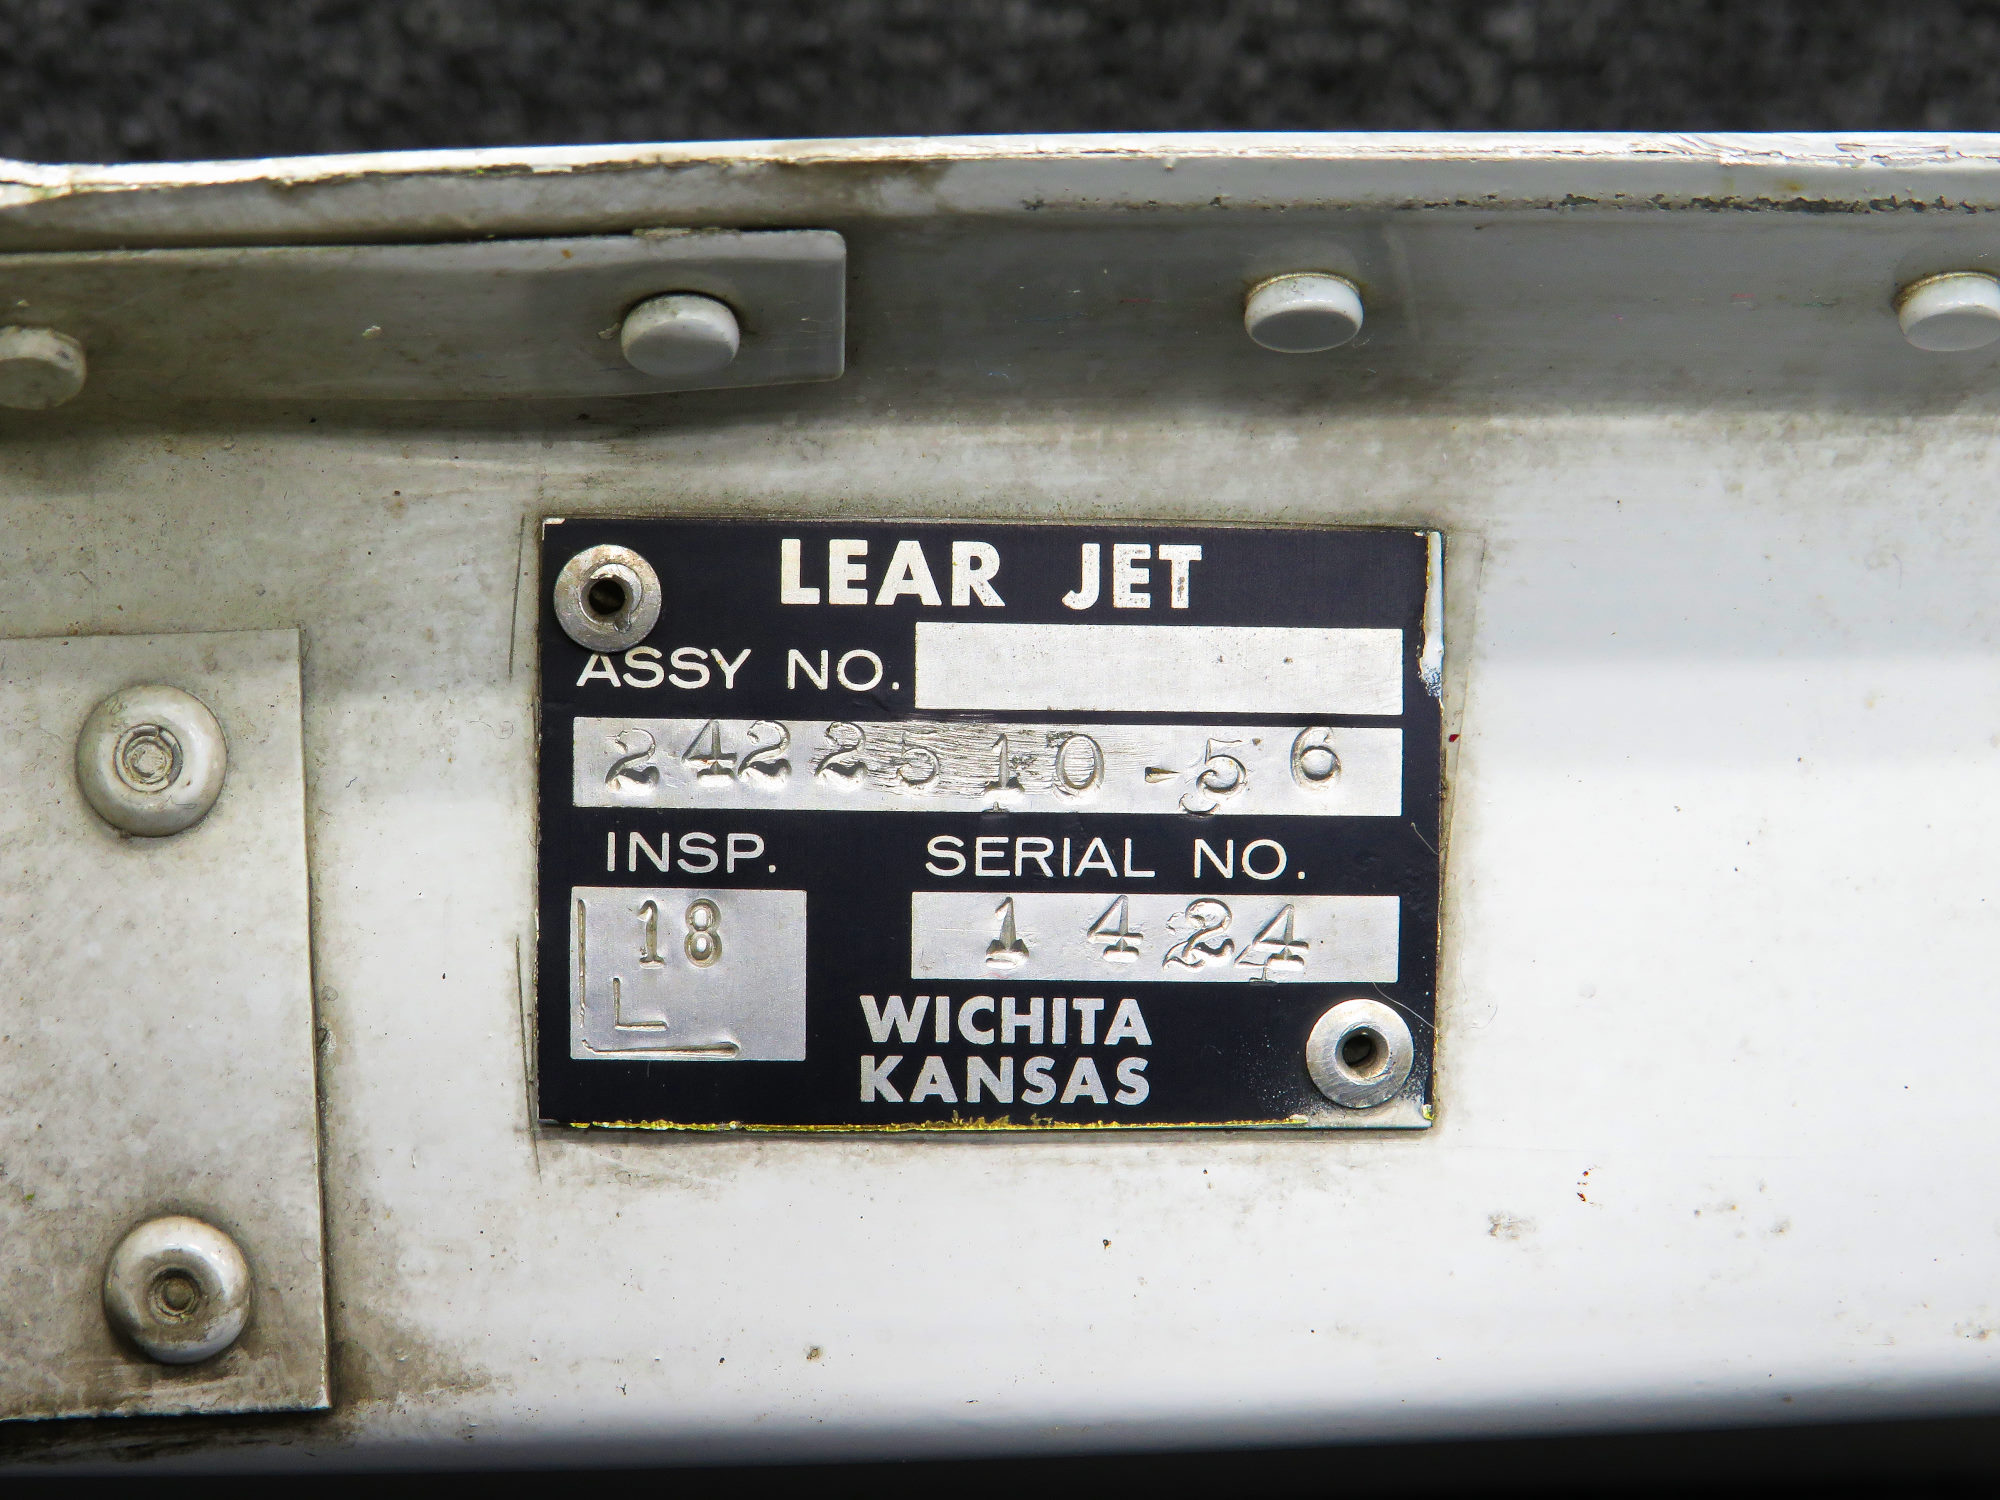 LEAR JET
ASSY NO.
2422510-56
INSP. SERIAL NO.
18 1424
L
WICHITA
KANSAS